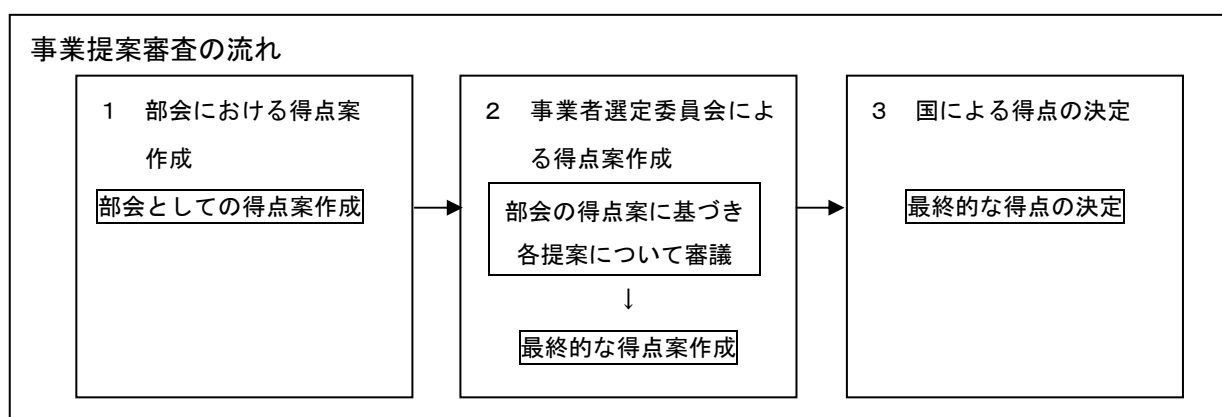 事業提案審査の流れ
１　部会における得点案
作成
部会としての得点案作成
２　事業者選定委員会によ
る得点案作成
部会の得点案に基づき
各提案について審議
↓
最終的な得点案作成
３　国による得点の決定
最終的な得点の決定